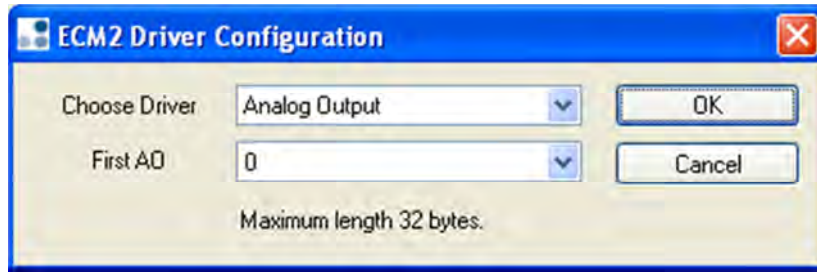 ECM2 Driver Configuration
Choose Driver Analog Output OK
First AO 0 Cancel
Maximum length 32 bytes.